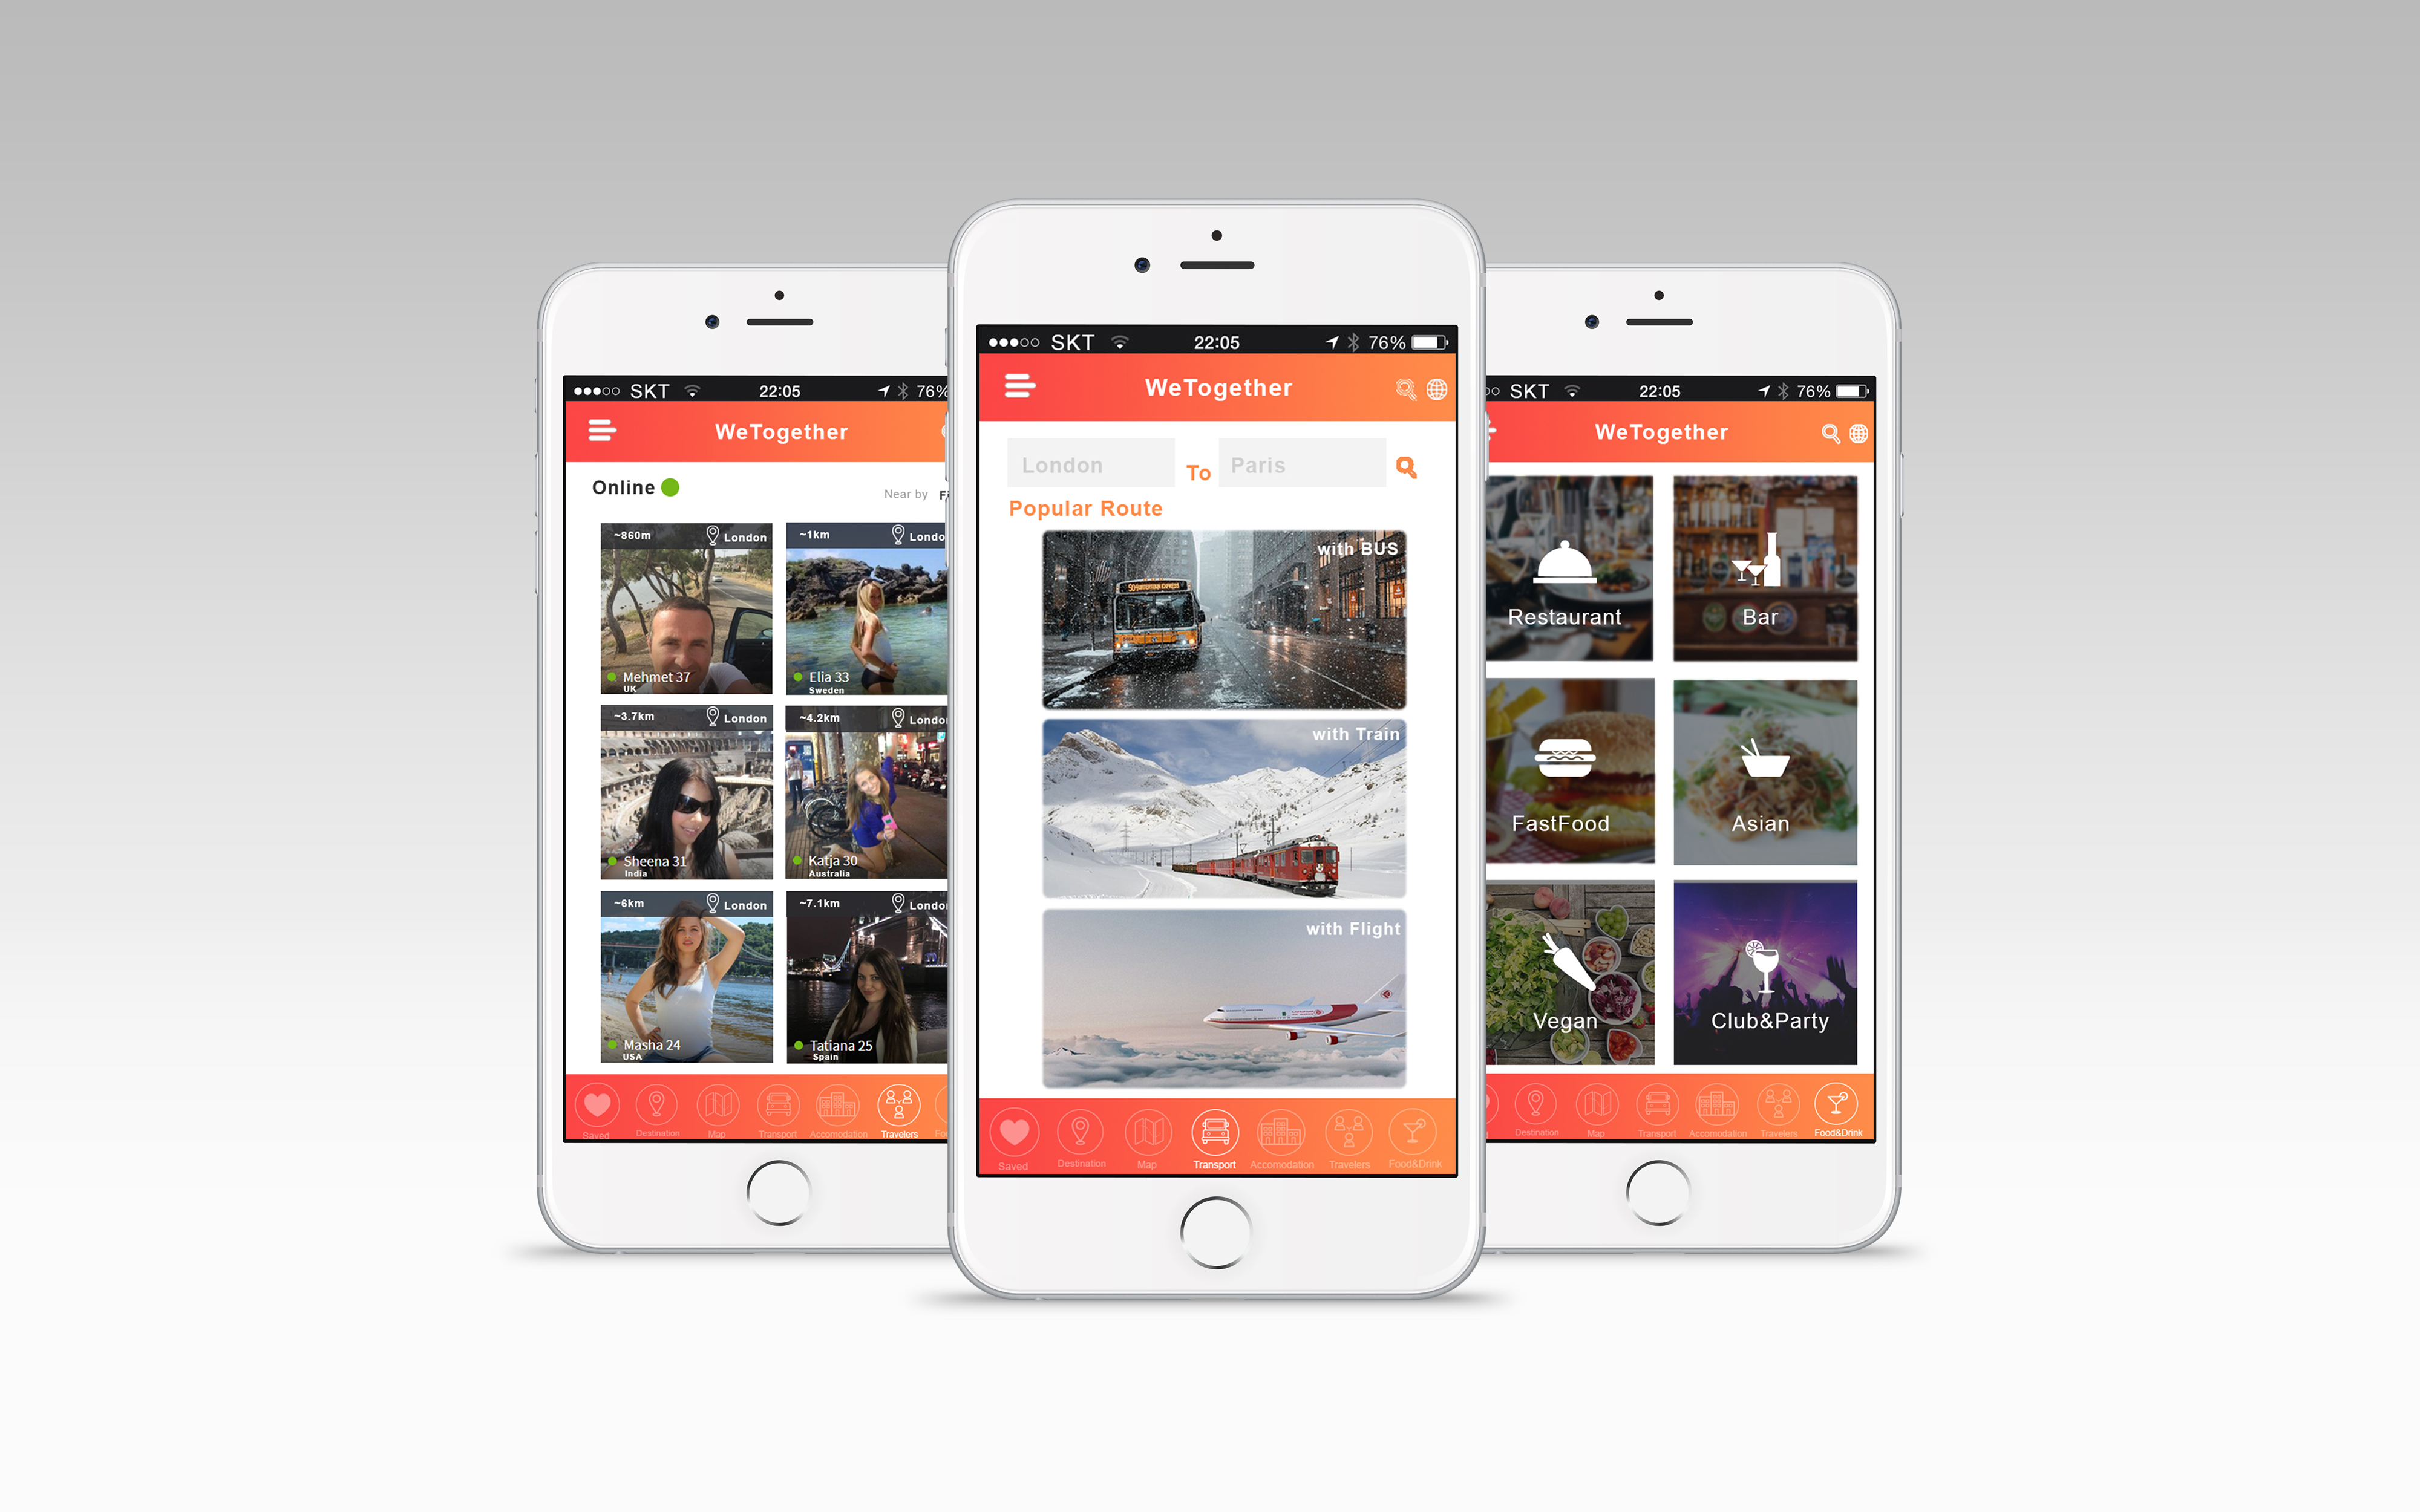 SKT 22:05 76%
WeTogether
Online
Near by
~860m London
Mehmet 37
UK
~1km
Elia 33
Sweden
~3.7km London
Sheena 31
India
~4.2km
Katja 30
Australia
~6km London
Masha 24
USA
~7.1km
Tatiana 25
Spain
Saved Destination Map Transport Accomodation Travelers
SKT 22:05 76%
WeTogether
London To Paris
Popular Route
with BUS
with Train
with Flight
Saved Destination Map Transport Accomodation Travelers Food&Drink
SKT 22:05 76%
WeTogether
Restaurant Bar
FastFood Asian
Vegan Club&Party
Destination Map Transport Accomodation Travelers Food&Drink